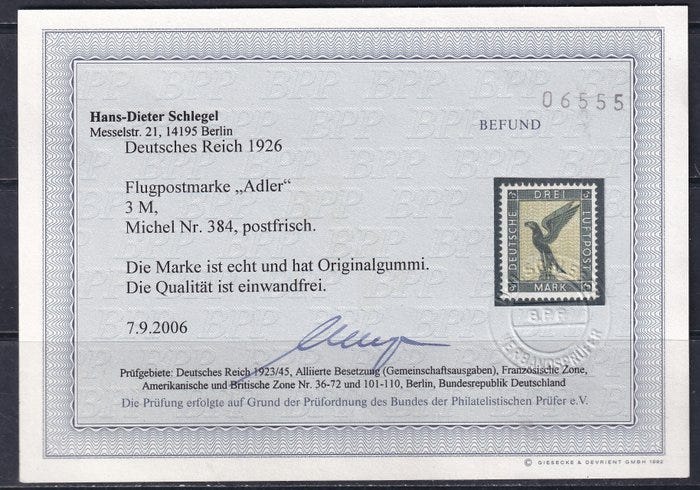 Hans-Dieter Schlegel
Messelstr. 21, 14195 Berlin
06555
BEFUND
Deutsches Reich 1926
Flugpostmarke „Adler“
3 M,
Michel Nr. 384, postfrisch.
Die Marke ist echt und hat Originalgummi.
Die Qualität ist einwandfrei.
7.9.2006
DREI
DEUTSCHE
LUFTPOST
MARK
BPP
VERBANDSPRÜFER
Prüfgebiete: Deutsches Reich 1923/45, Alliierte Besetzung (Gemeinschaftsausgaben), Französische Zone,
Amerikanische und Britische Zone Nr. 36-72 und 101-110, Berlin, Bundesrepublik Deutschland
Die Prüfung erfolgte auf Grund der Prüfordnung des Bundes der Philatelistischen Prüfer e.V.
© GIESECKE & DEVRIENT GMBH 1992